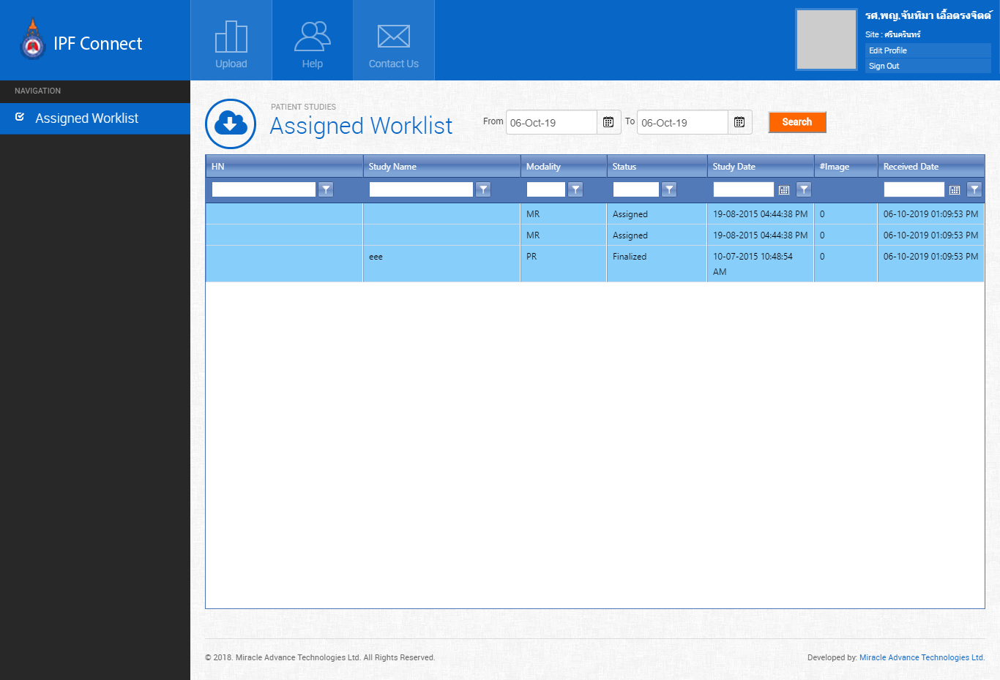 IPF Connect
Upload
Help
Contact Us
รศ.พญ.จันทิมา เอื้อตรงจิตต์
Site : ศรีนครินทร์
Edit Profile
Sign Out
NAVIGATION
Assigned Worklist
PATIENT STUDIES
Assigned Worklist
From 06-Oct-19 To 06-Oct-19 Search
HN Study Name Modality Status Study Date #Image Received Date
MR Assigned 19-08-2015 04:44:38 PM 0 06-10-2019 01:09:53 PM
MR Assigned 19-08-2015 04:44:38 PM 0 06-10-2019 01:09:53 PM
eee PR Finalized 10-07-2015 10:48:54 0 06-10-2019 01:09:53 PM
AM
© 2018. Miracle Advance Technologies Ltd. All Rights Reserved.
Developed by: Miracle Advance Technologies Ltd.